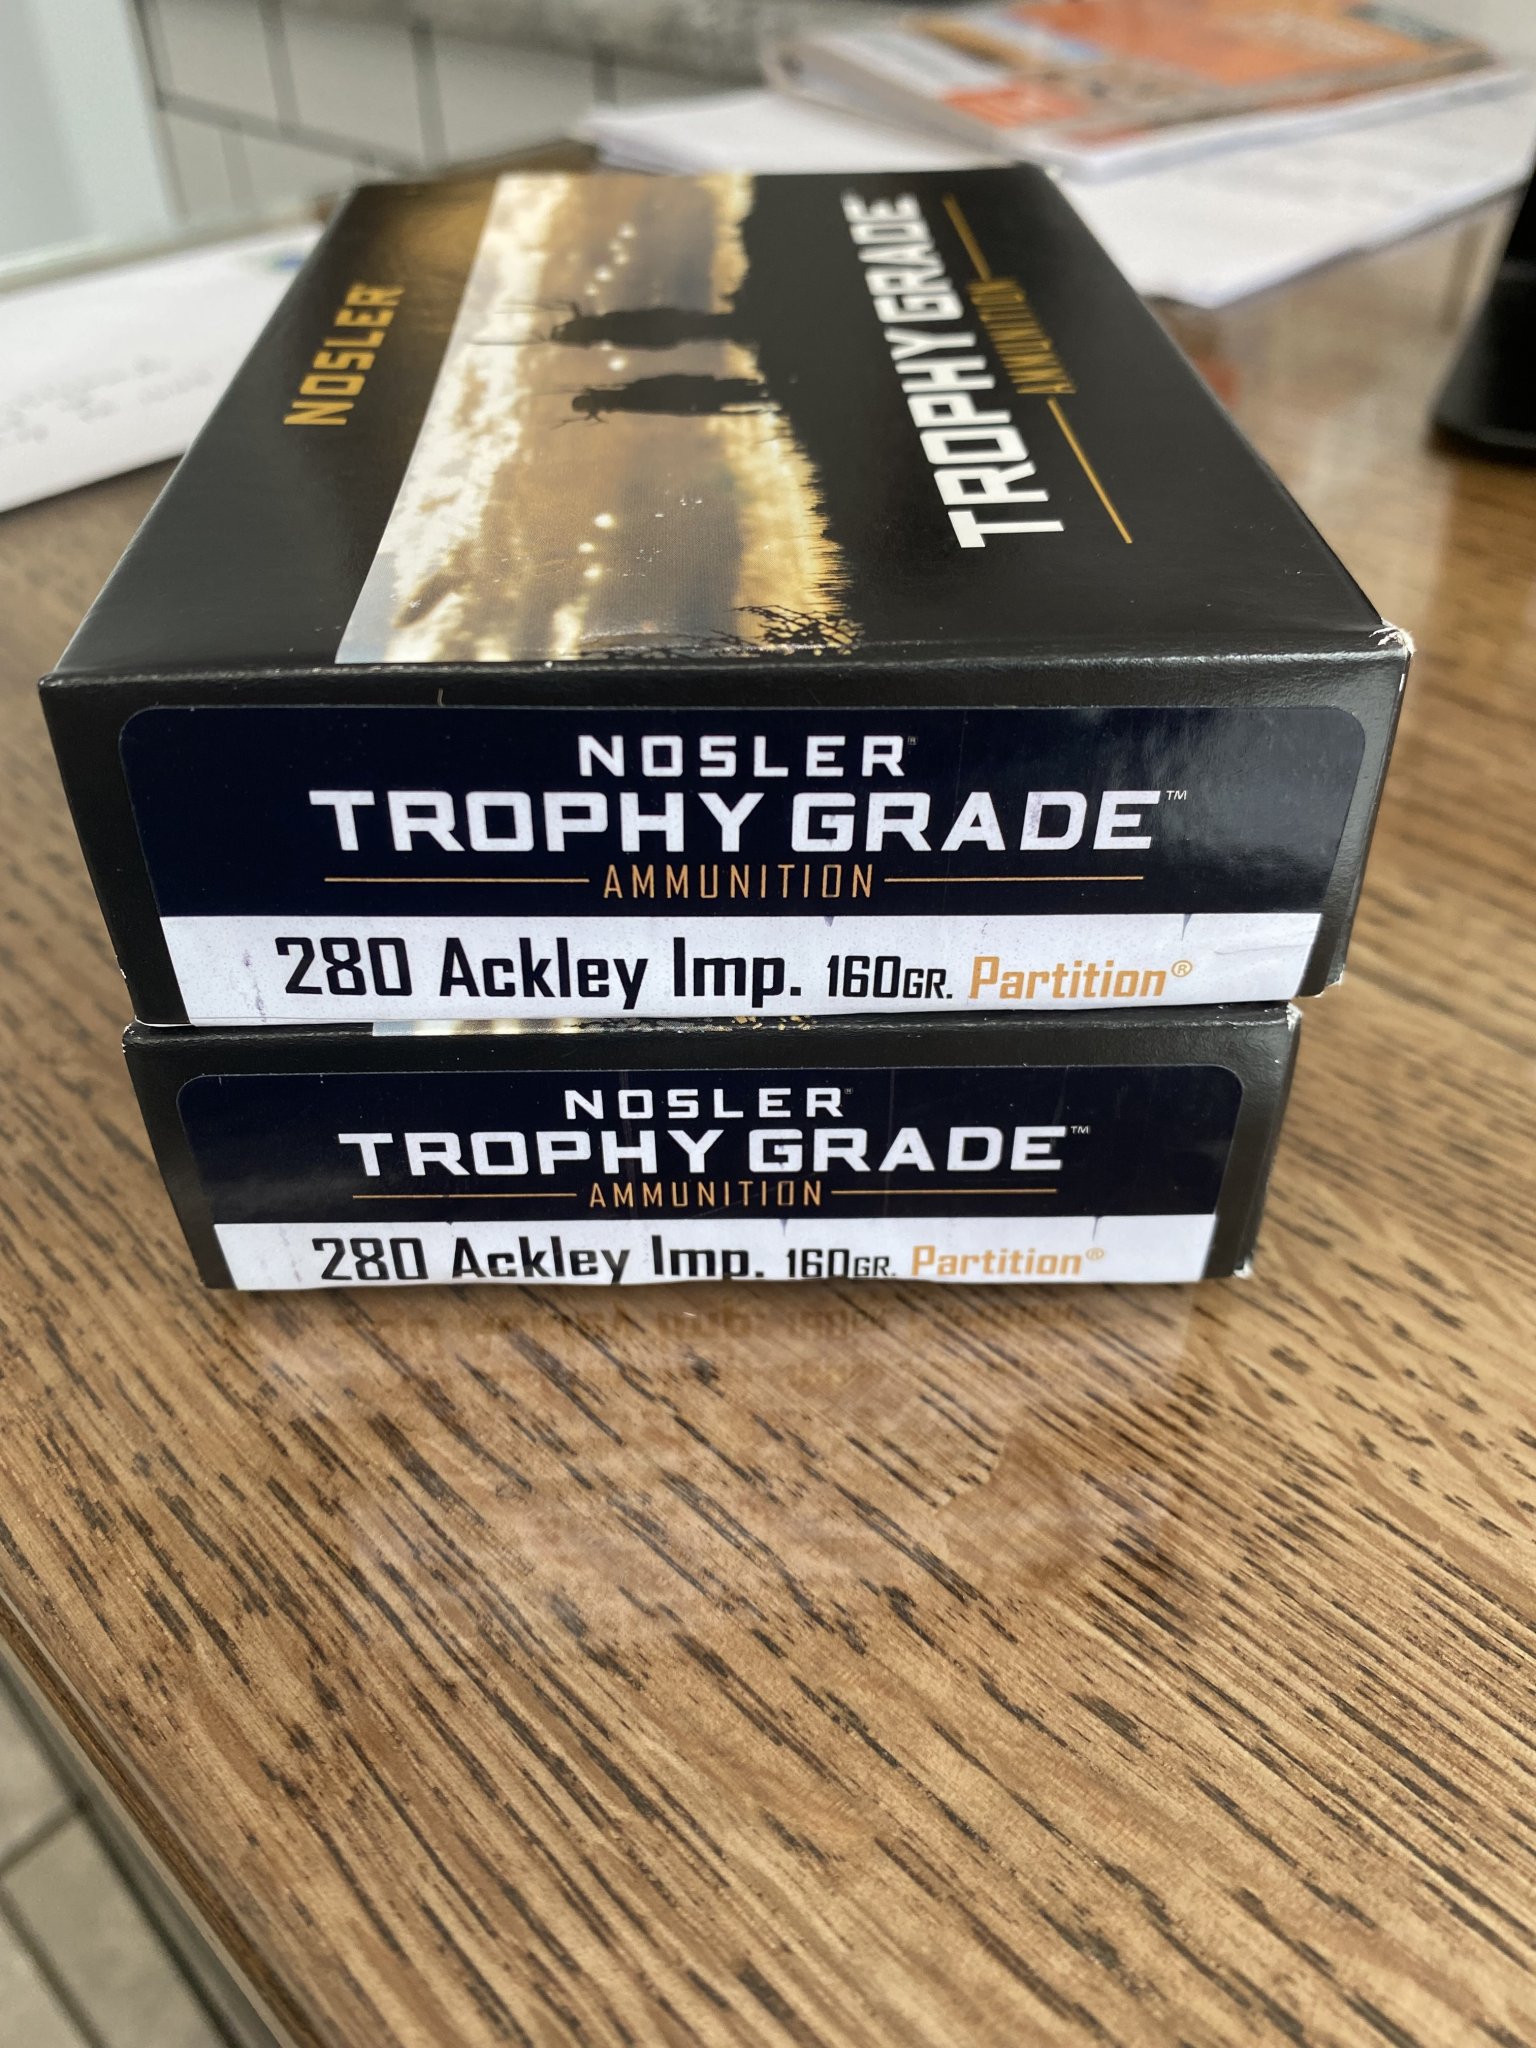 NOSLER
TROPHY GRADE
AMMUNITION
NOSLER®
TROPHY GRADE™
AMMUNITION
280 Ackley Imp. 160GR. Partition®
NOSLER®
TROPHY GRADE™
AMMUNITION
280 Ackley Imp. 160GR. Partition®